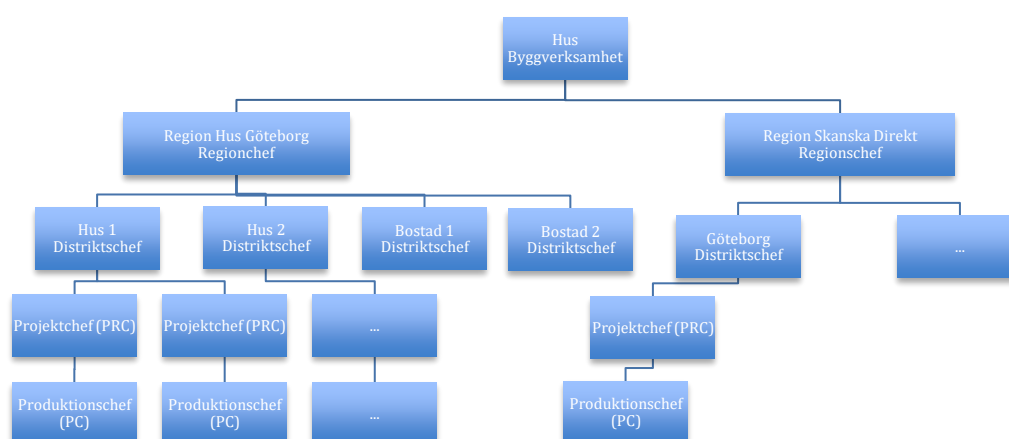 Hus
Byggverksamhet
Region Hus Göteborg
Regionchef
Region Skanska Direkt
Regionschef
Hus 1
Distriktschef
Hus 2
Distriktschef
Bostad 1
Distriktschef
Bostad 2
Distriktschef
Göteborg
Distriktschef
...
Projektchef (PRC)
Projektchef (PRC)
...
Projektchef (PRC)
Produktionschef
(PC)
Produktionschef
(PC)
...
Produktionschef
(PC)